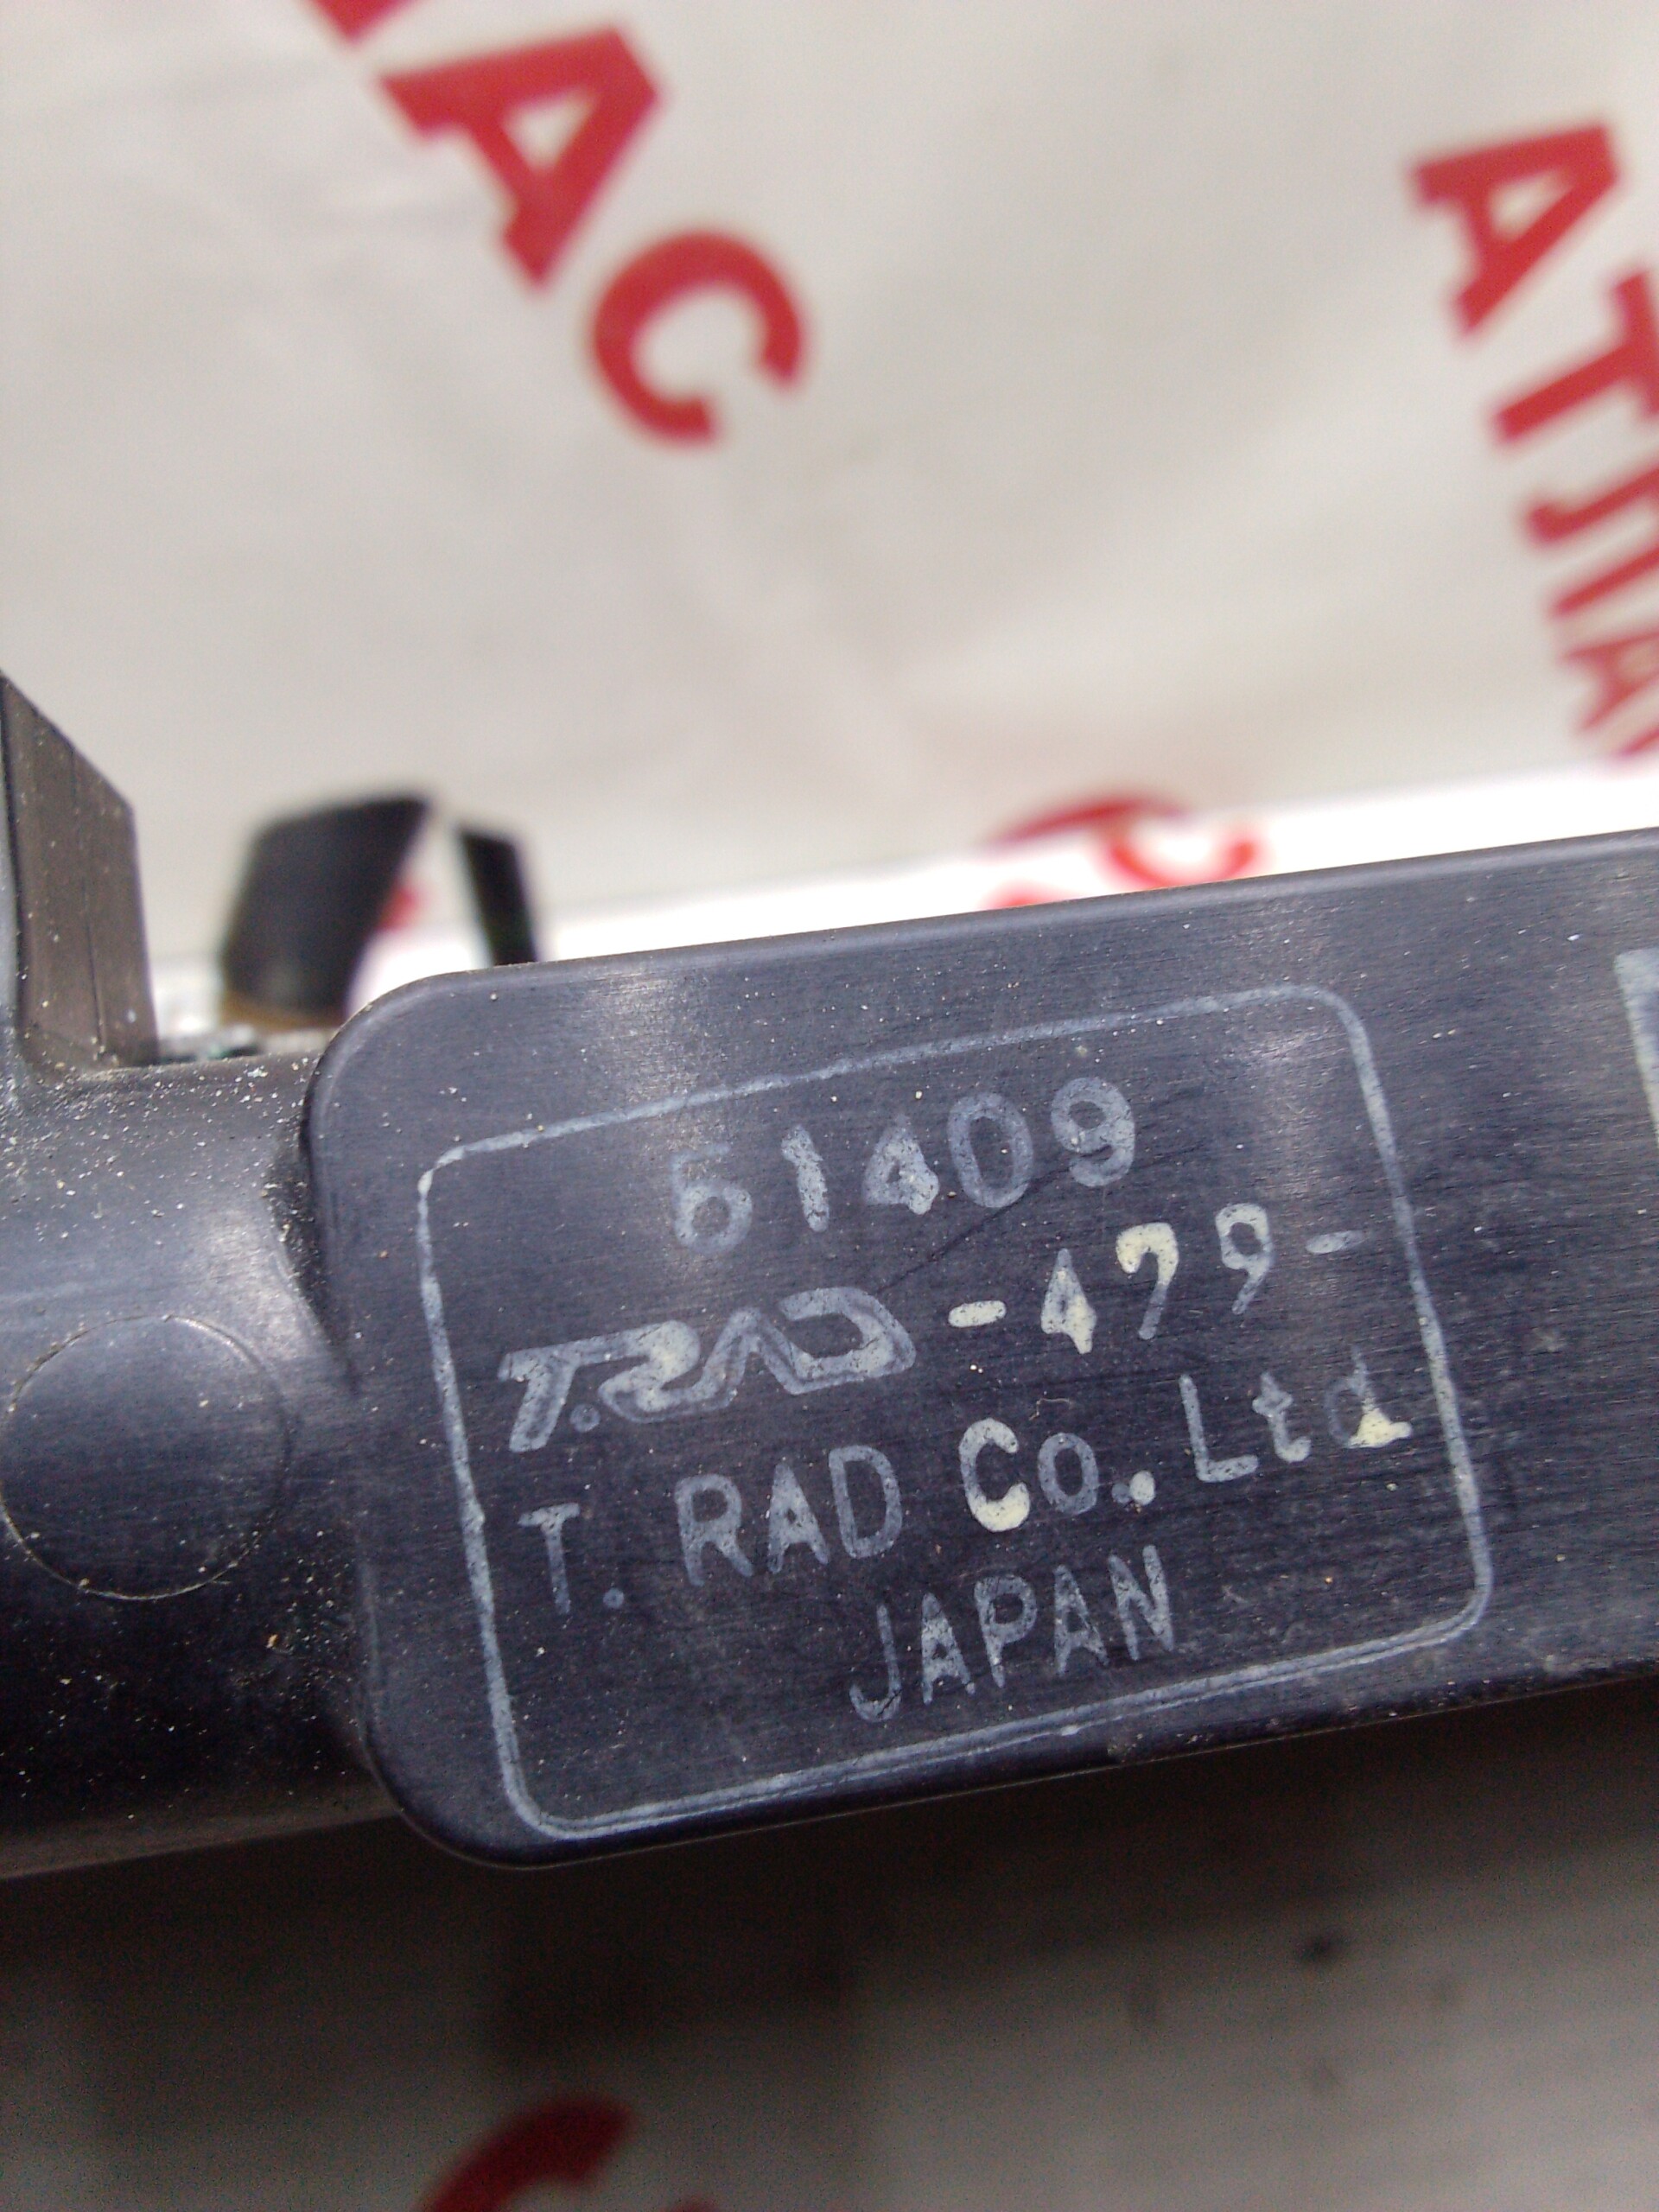 61409
T.RAD -479-
T. RAD Co., Ltd
JAPAN